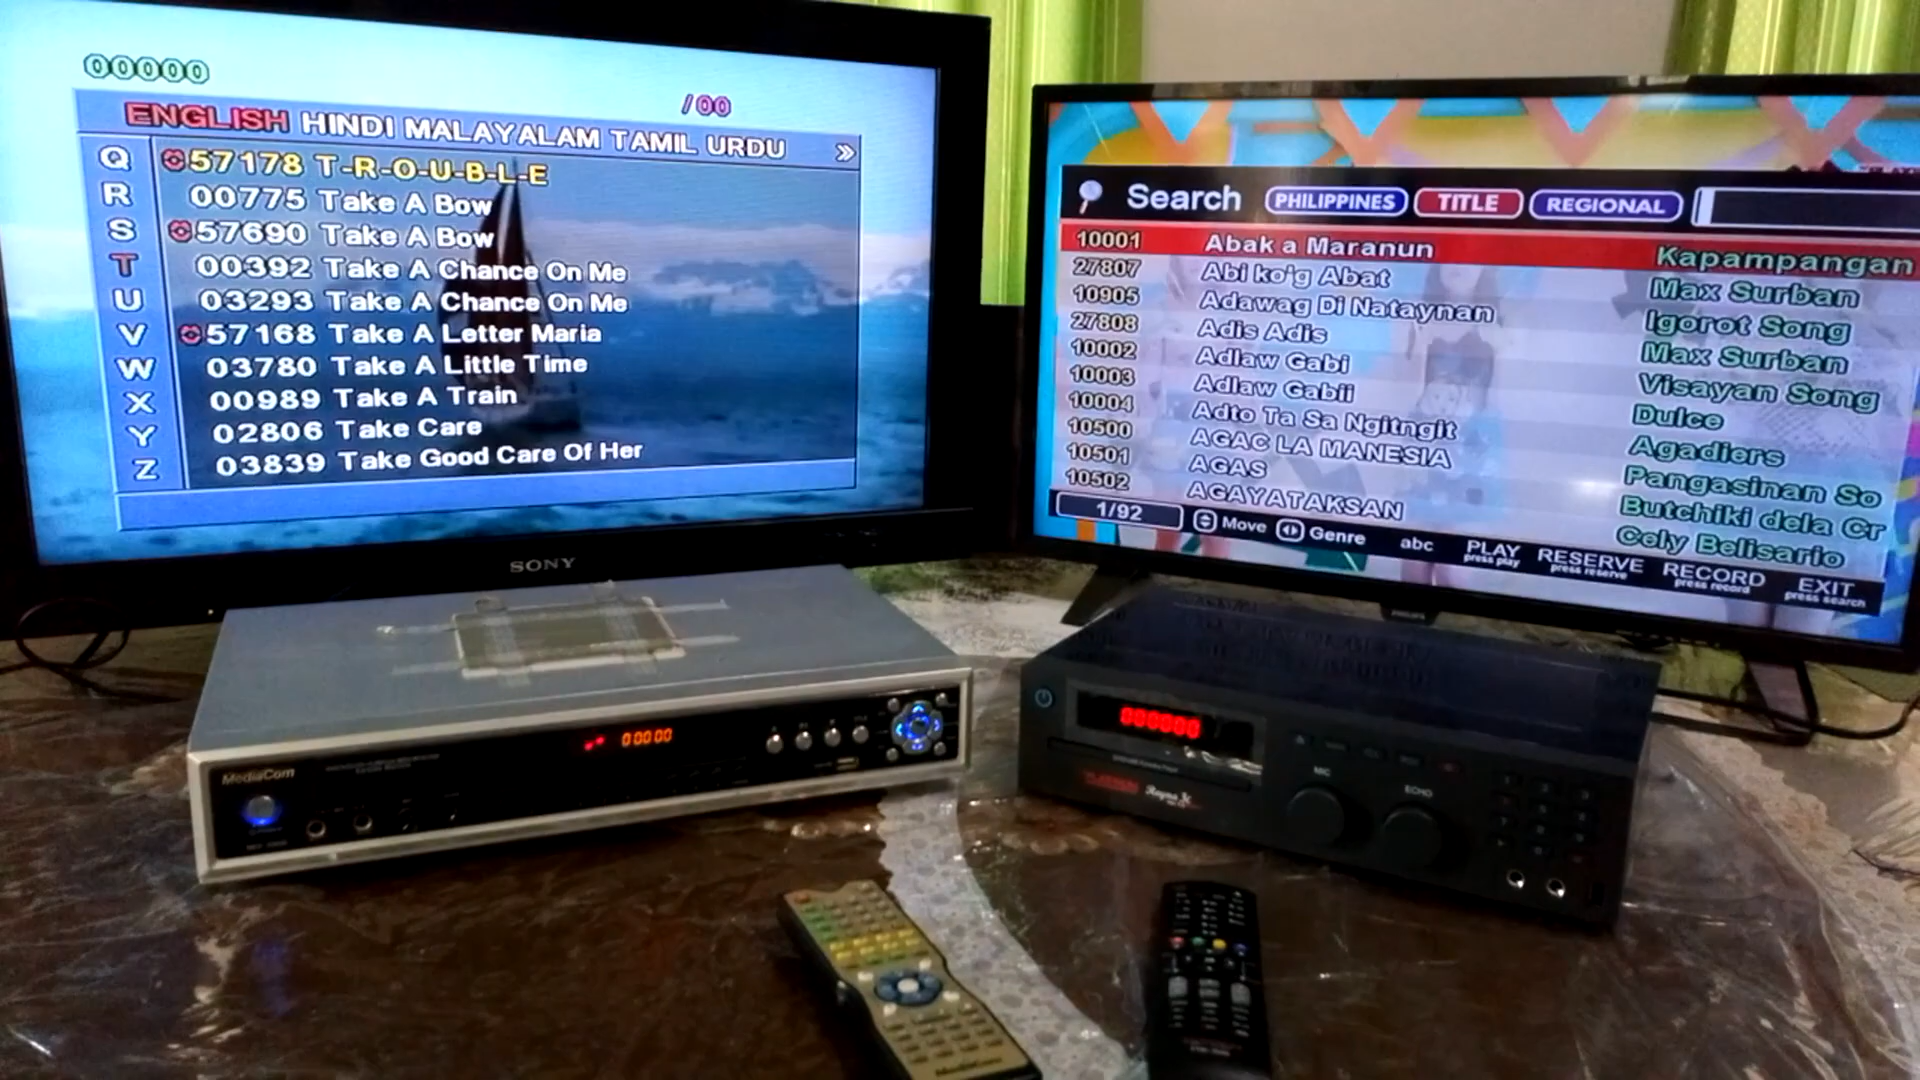 00000
/00
ENGLISH HINDI MALAYALAM TAMIL URDU »
Q 57178 T-R-O-U-B-L-E
R 00775 Take A Bow
S 57690 Take A Bow
T 00392 Take A Chance On Me
U 03293 Take A Chance On Me
V 57168 Take A Letter Maria
W 03780 Take A Little Time
X 00989 Take A Train
Y 02806 Take Care
Z 03839 Take Good Care Of Her
SONY
Search PHILIPPINES TITLE REGIONAL
10001 Abak a Maranun Kapampangan
27807 Abi ko'g Abat Max Surban
10905 Adawag Di Nataynan Igorot Song
27808 Adis Adis Max Surban
10002 Adlaw Gabi Visayan Song
10003 Adlaw Gabii Dulce
10004 Adto Ta Sa Ngitngit Agadiers
10500 AGAC LA MANESIA Pangasinan So
10501 AGAS Butchiki dela Cr
10502 AGAYATAKSAN Cely Belisario
1/92 Move Genre abc PLAY RESERVE RECORD EXIT
press play press reserve press record press search
00000
MediaCom
000000
MIC
ECHO
MediaCom